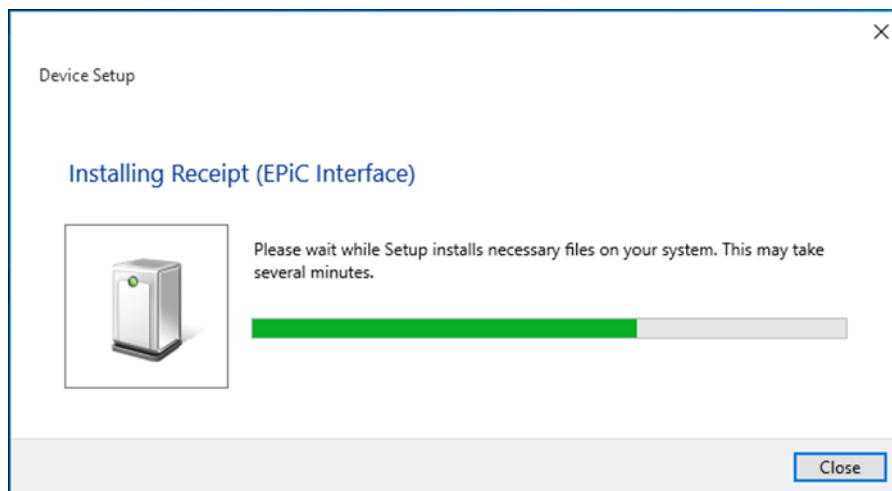 Device Setup
Installing Receipt (EPiC Interface)
Please wait while Setup installs necessary files on your system. This may take
several minutes.
Close